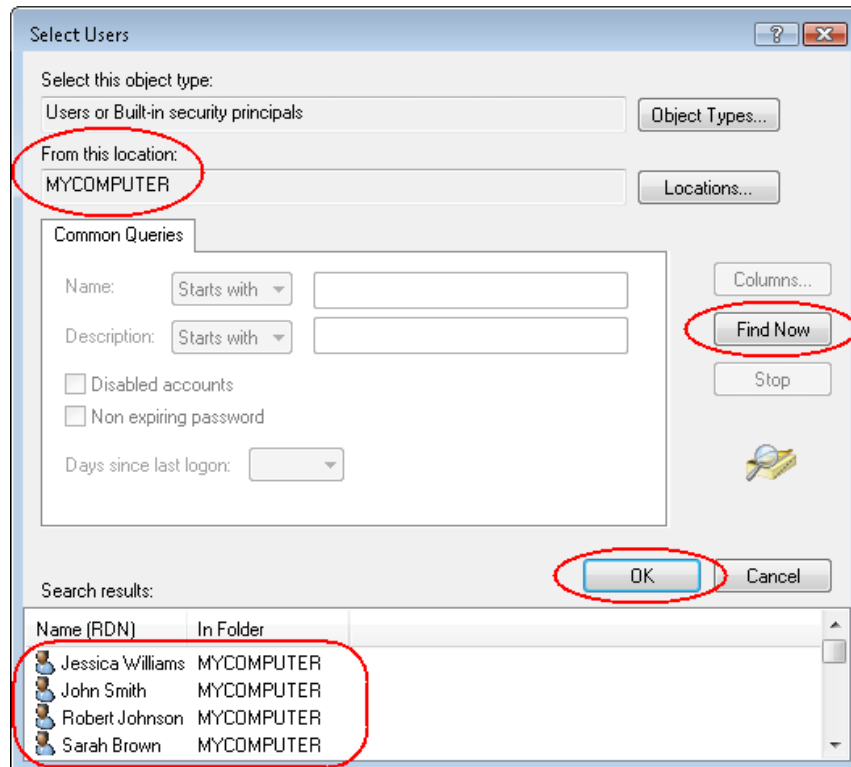 Select Users
?
Select this object type:
Users or Built-in security principals
Object Types...
From this location:
MYCOMPUTER
Locations...
Common Queries
Name: Starts with
Columns...
Find Now
Description: Starts with
Disabled accounts
Stop
Non expiring password
Days since last logon:
OK Cancel
Search results:
Name (RDN) In Folder
Jessica Williams MYCOMPUTER
John Smith MYCOMPUTER
Robert Johnson MYCOMPUTER
Sarah Brown MYCOMPUTER